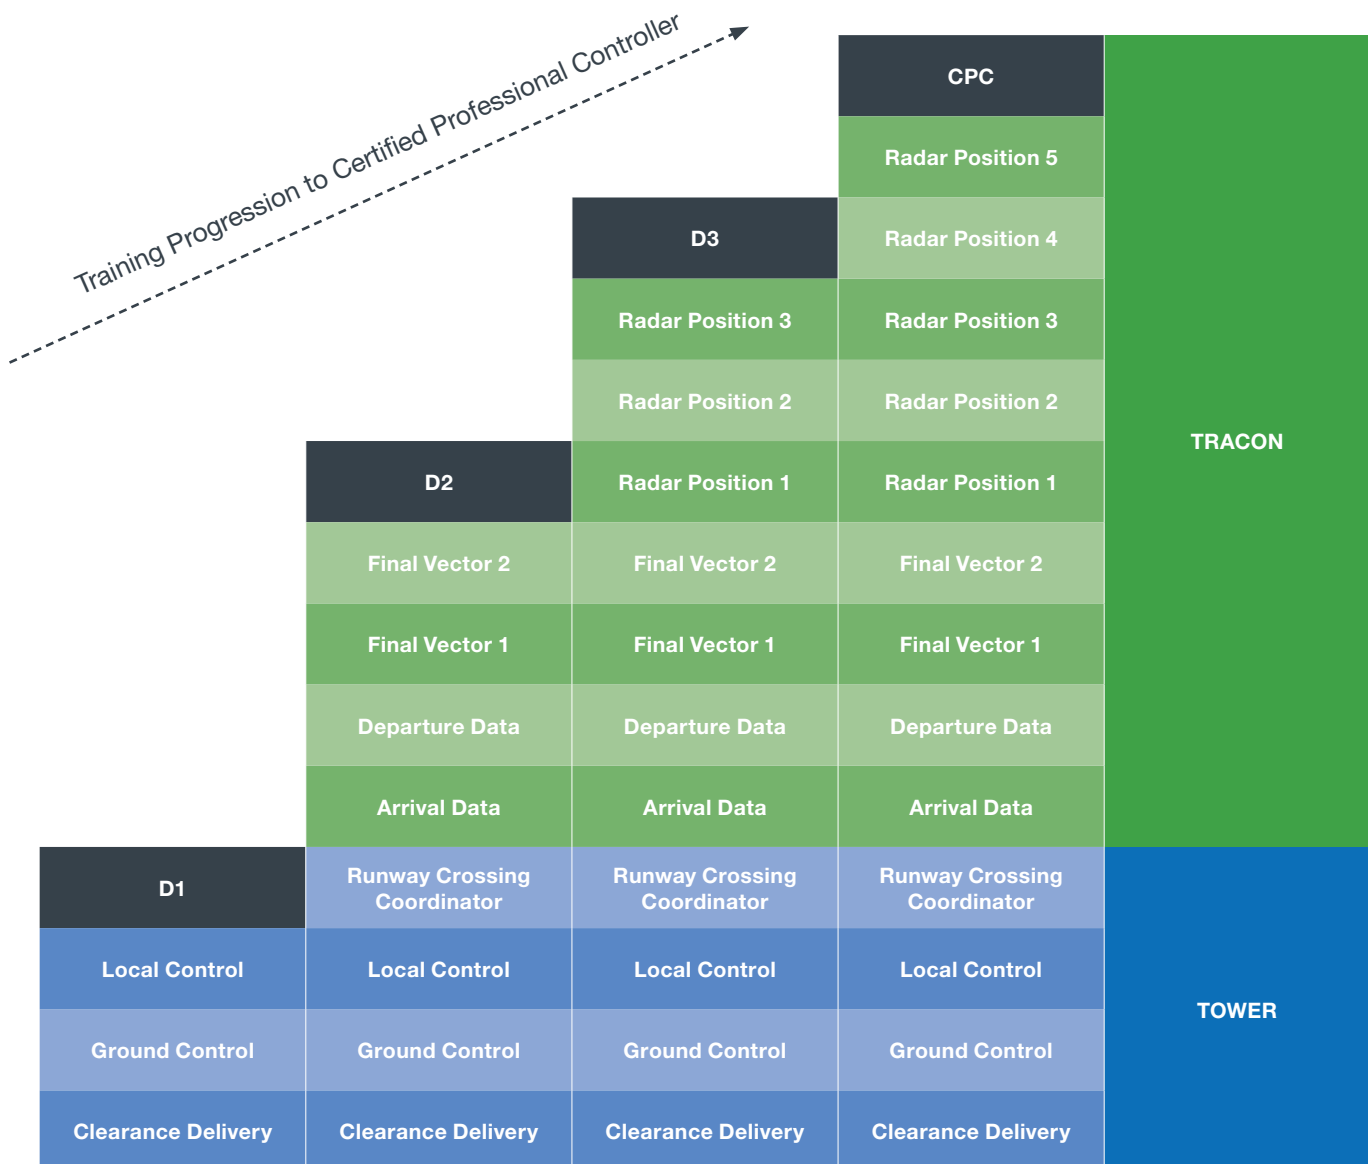 Training Progression to Certified Professional Controller
CPC
Radar Position 5
D3
Radar Position 4
Radar Position 3
Radar Position 3
Radar Position 2
Radar Position 2
TRACON
D2
Radar Position 1
Radar Position 1
Final Vector 2
Final Vector 2
Final Vector 2
Final Vector 1
Final Vector 1
Final Vector 1
Departure Data
Departure Data
Departure Data
Arrival Data
Arrival Data
Arrival Data
D1
Runway Crossing
Coordinator
Runway Crossing
Coordinator
Runway Crossing
Coordinator
Local Control
Local Control
Local Control
Local Control
TOWER
Ground Control
Ground Control
Ground Control
Ground Control
Clearance Delivery
Clearance Delivery
Clearance Delivery
Clearance Delivery